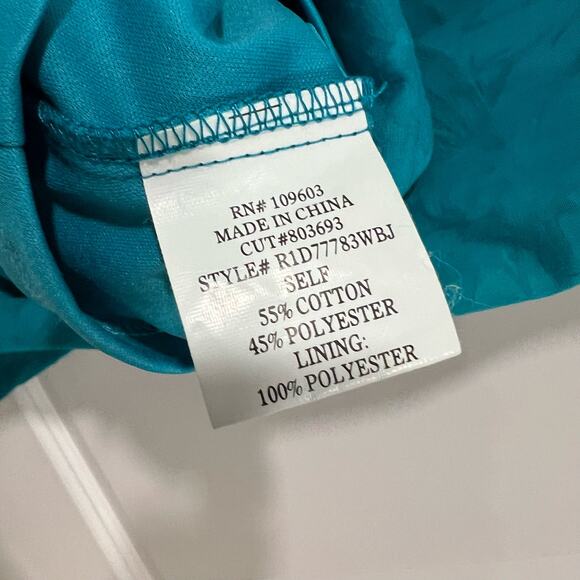 RN# 109603
MADE IN CHINA
CUT#803693
STYLE# R1D77783WBJ
SELF
55% COTTON
45% POLYESTER
LINING:
100% POLYESTER